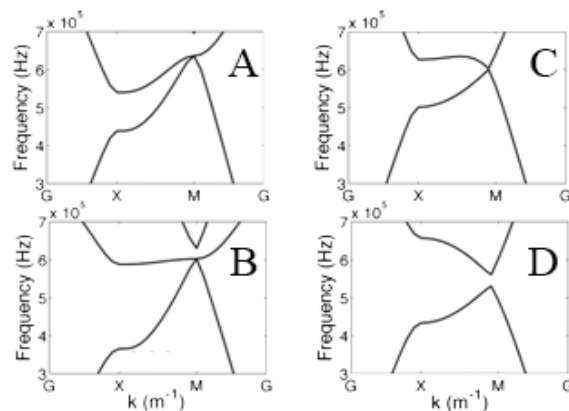 7 x 10^5
A
6
5
4
3
Frequency (Hz)
G X M G
7 x 10^5
C
6
5
4
3
Frequency (Hz)
G X M G
7 x 10^5
B
6
5
4
3
Frequency (Hz)
G X M G
k (m^-1)
7 x 10^5
D
6
5
4
3
Frequency (Hz)
G X M G
k (m^-1)